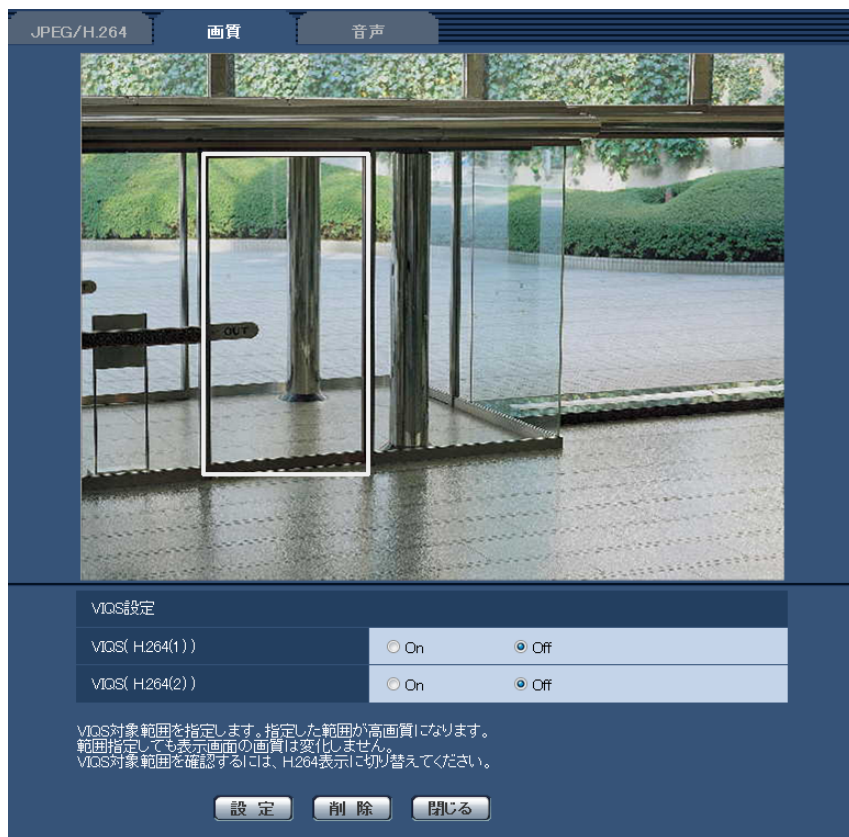 JPEG/H.264 画質 音声
OUT
VIQS設定
VIQS( H.264(1) ) On Off
VIQS( H.264(2) ) On Off
VIQS対象範囲を指定します。指定した範囲が高画質になります。
範囲指定しても表示画面の画質は変化しません。
VIQS対象範囲を確認するには、H264表示に切り替えてください。
設定 削除 閉じる